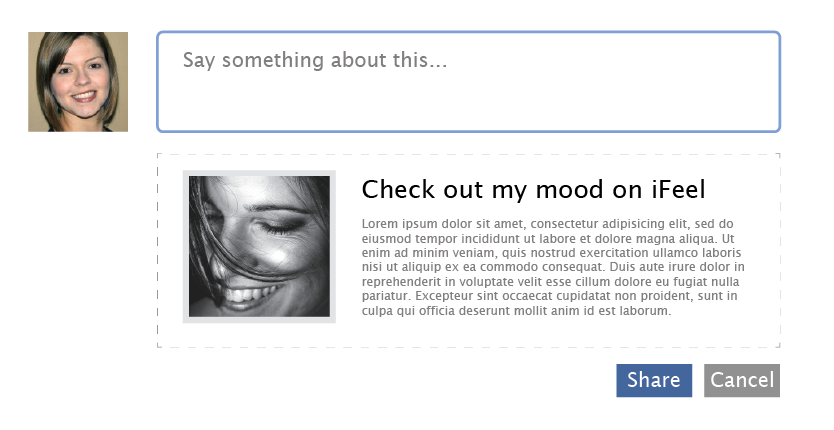 Say something about this...
Check out my mood on iFeel
Lorem ipsum dolor sit amet, consectetur adipisicing elit, sed do
eiusmod tempor incididunt ut labore et dolore magna aliqua. Ut
enim ad minim veniam, quis nostrud exercitation ullamco laboris
nisi ut aliquip ex ea commodo consequat. Duis aute irure dolor in
reprehenderit in voluptate velit esse cillum dolore eu fugiat nulla
pariatur. Excepteur sint occaecat cupidatat non proident, sunt in
culpa qui officia deserunt mollit anim id est laborum.
Share Cancel